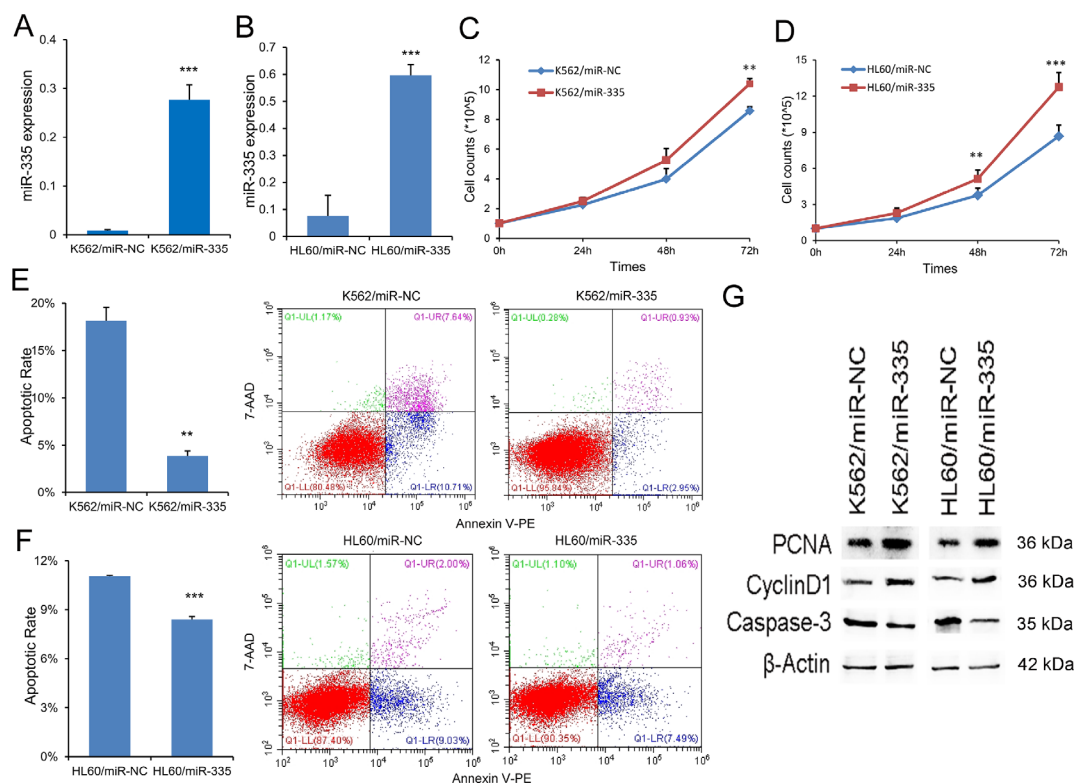 A
0.4
0.3
0.2
0.1
0
miR-335 expression
***
K562/miR-NC
K562/miR-335
B
0.7
0.6
0.5
0.4
0.3
0.2
0.1
0
miR-335 expression
***
HL60/miR-NC
HL60/miR-335
C
12
10
8
6
4
2
0
Cell counts (*10^5)
K562/miR-NC
K562/miR-335
**
0h
24h
48h
72h
Times
D
15
12
9
6
3
0
Cell counts (*10^5)
HL60/miR-NC
HL60/miR-335
**
***
0h
24h
48h
72h
Times
E
20%
15%
10%
5%
0%
Apoptotic Rate
**
K562/miR-NC
K562/miR-335
K562/miR-NC
Q1-UL(1.17%)
Q1-UR(7.64%)
Q1-LL(80.48%)
Q1-LR(10.71%)
7-AAD
K562/miR-335
Q1-UL(0.28%)
Q1-UR(0.93%)
Q1-LL(95.84%)
Q1-LR(2.95%)
Annexin V-PE
F
12%
9%
6%
3%
0%
Apoptotic Rate
***
HL60/miR-NC
HL60/miR-335
HL60/miR-NC
Q1-UL(1.57%)
Q1-UR(2.00%)
Q1-LL(87.40%)
Q1-LR(9.03%)
7-AAD
HL60/miR-335
Q1-UL(1.10%)
Q1-UR(1.06%)
Q1-LL(90.35%)
Q1-LR(7.49%)
Annexin V-PE
G
K562/miR-NC
K562/miR-335
HL60/miR-NC
HL60/miR-335
PCNA 36 kDa
CyclinD1 36 kDa
Caspase-3 35 kDa
β-Actin 42 kDa